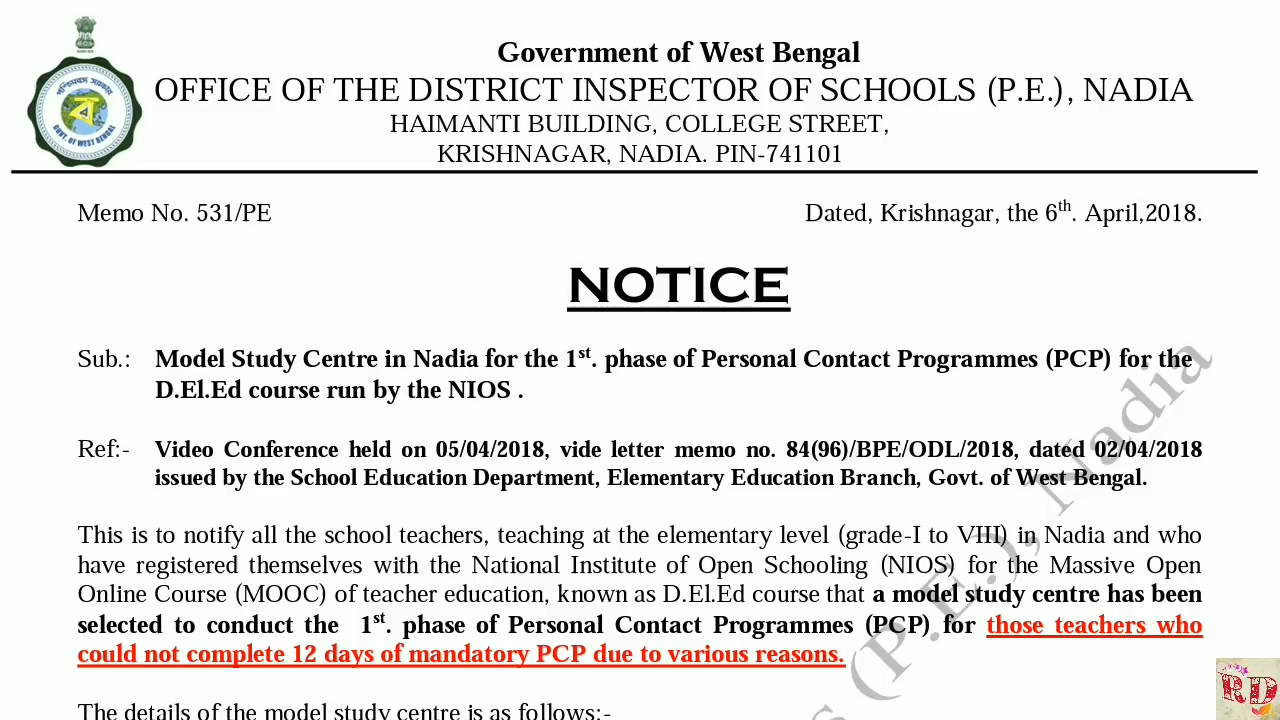 Government of West Bengal
OFFICE OF THE DISTRICT INSPECTOR OF SCHOOLS (P.E.), NADIA
HAIMANTI BUILDING, COLLEGE STREET,
KRISHNAGAR, NADIA. PIN-741101
পশ্চিমবঙ্গ সরকার
ব
GOVT. OF WEST BENGAL
Memo No. 531/PE Dated, Krishnagar, the 6th. April,2018.
NOTICE
Sub.: Model Study Centre in Nadia for the 1st. phase of Personal Contact Programmes (PCP) for the
D.El.Ed course run by the NIOS .
Ref:- Video Conference held on 05/04/2018, vide letter memo no. 84(96)/BPE/ODL/2018, dated 02/04/2018
issued by the School Education Department, Elementary Education Branch, Govt. of West Bengal.
This is to notify all the school teachers, teaching at the elementary level (grade-I to VIII) in Nadia and who
have registered themselves with the National Institute of Open Schooling (NIOS) for the Massive Open
Online Course (MOOC) of teacher education, known as D.El.Ed course that a model study centre has been
selected to conduct the 1st. phase of Personal Contact Programmes (PCP) for those teachers who
could not complete 12 days of mandatory PCP due to various reasons.
The details of the model study centre is as follows:-
s (P.E.), Nadia
RD